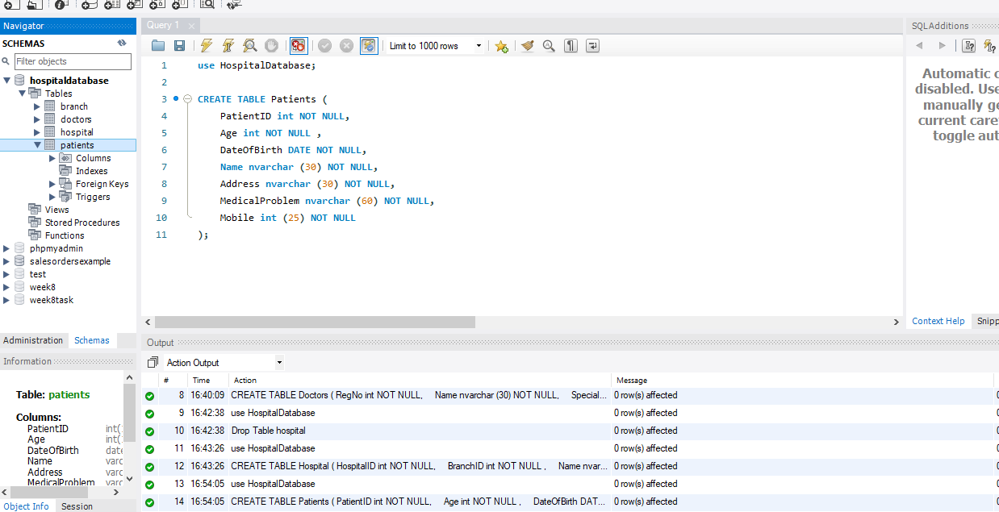 Navigator
SCHEMAS
Filter objects
hospitaldatabase
Tables
branch
doctors
hospital
patients
Columns
Indexes
Foreign Keys
Triggers
Views
Stored Procedures
Functions
phpmyadmin
salesordersexample
test
week8
week8task
Administration Schemas
Information
Table: patients
Columns:
PatientID int(
Age int(
DateOfBirth date
Name varc
Address varc
MedicalProblem varc
Object Info Session
Query 1
Limit to 1000 rows
1 use HospitalDatabase;
2
3 CREATE TABLE Patients (
4 PatientID int NOT NULL,
5 Age int NOT NULL ,
6 DateOfBirth DATE NOT NULL,
7 Name nvarchar (30) NOT NULL,
8 Address nvarchar (30) NOT NULL,
9 MedicalProblem nvarchar (60) NOT NULL,
10 Mobile int (25) NOT NULL
11 );
SQLAdditions
Automatic c
disabled. Use
manually ge
current care
toggle aut
Context Help Snipp
Output
Action Output
# Time Action Message
8 16:40:09 CREATE TABLE Doctors ( RegNo int NOT NULL, Name nvarchar (30) NOT NULL, Special... 0 row(s) affected
9 16:42:38 use HospitalDatabase 0 row(s) affected
10 16:42:38 Drop Table hospital 0 row(s) affected
11 16:43:26 use HospitalDatabase 0 row(s) affected
12 16:43:26 CREATE TABLE Hospital ( HospitalID int NOT NULL, BranchID int NOT NULL , Name nvar... 0 row(s) affected
13 16:54:05 use HospitalDatabase 0 row(s) affected
14 16:54:05 CREATE TABLE Patients ( PatientID int NOT NULL, Age int NOT NULL , DateOfBirth DAT... 0 row(s) affected